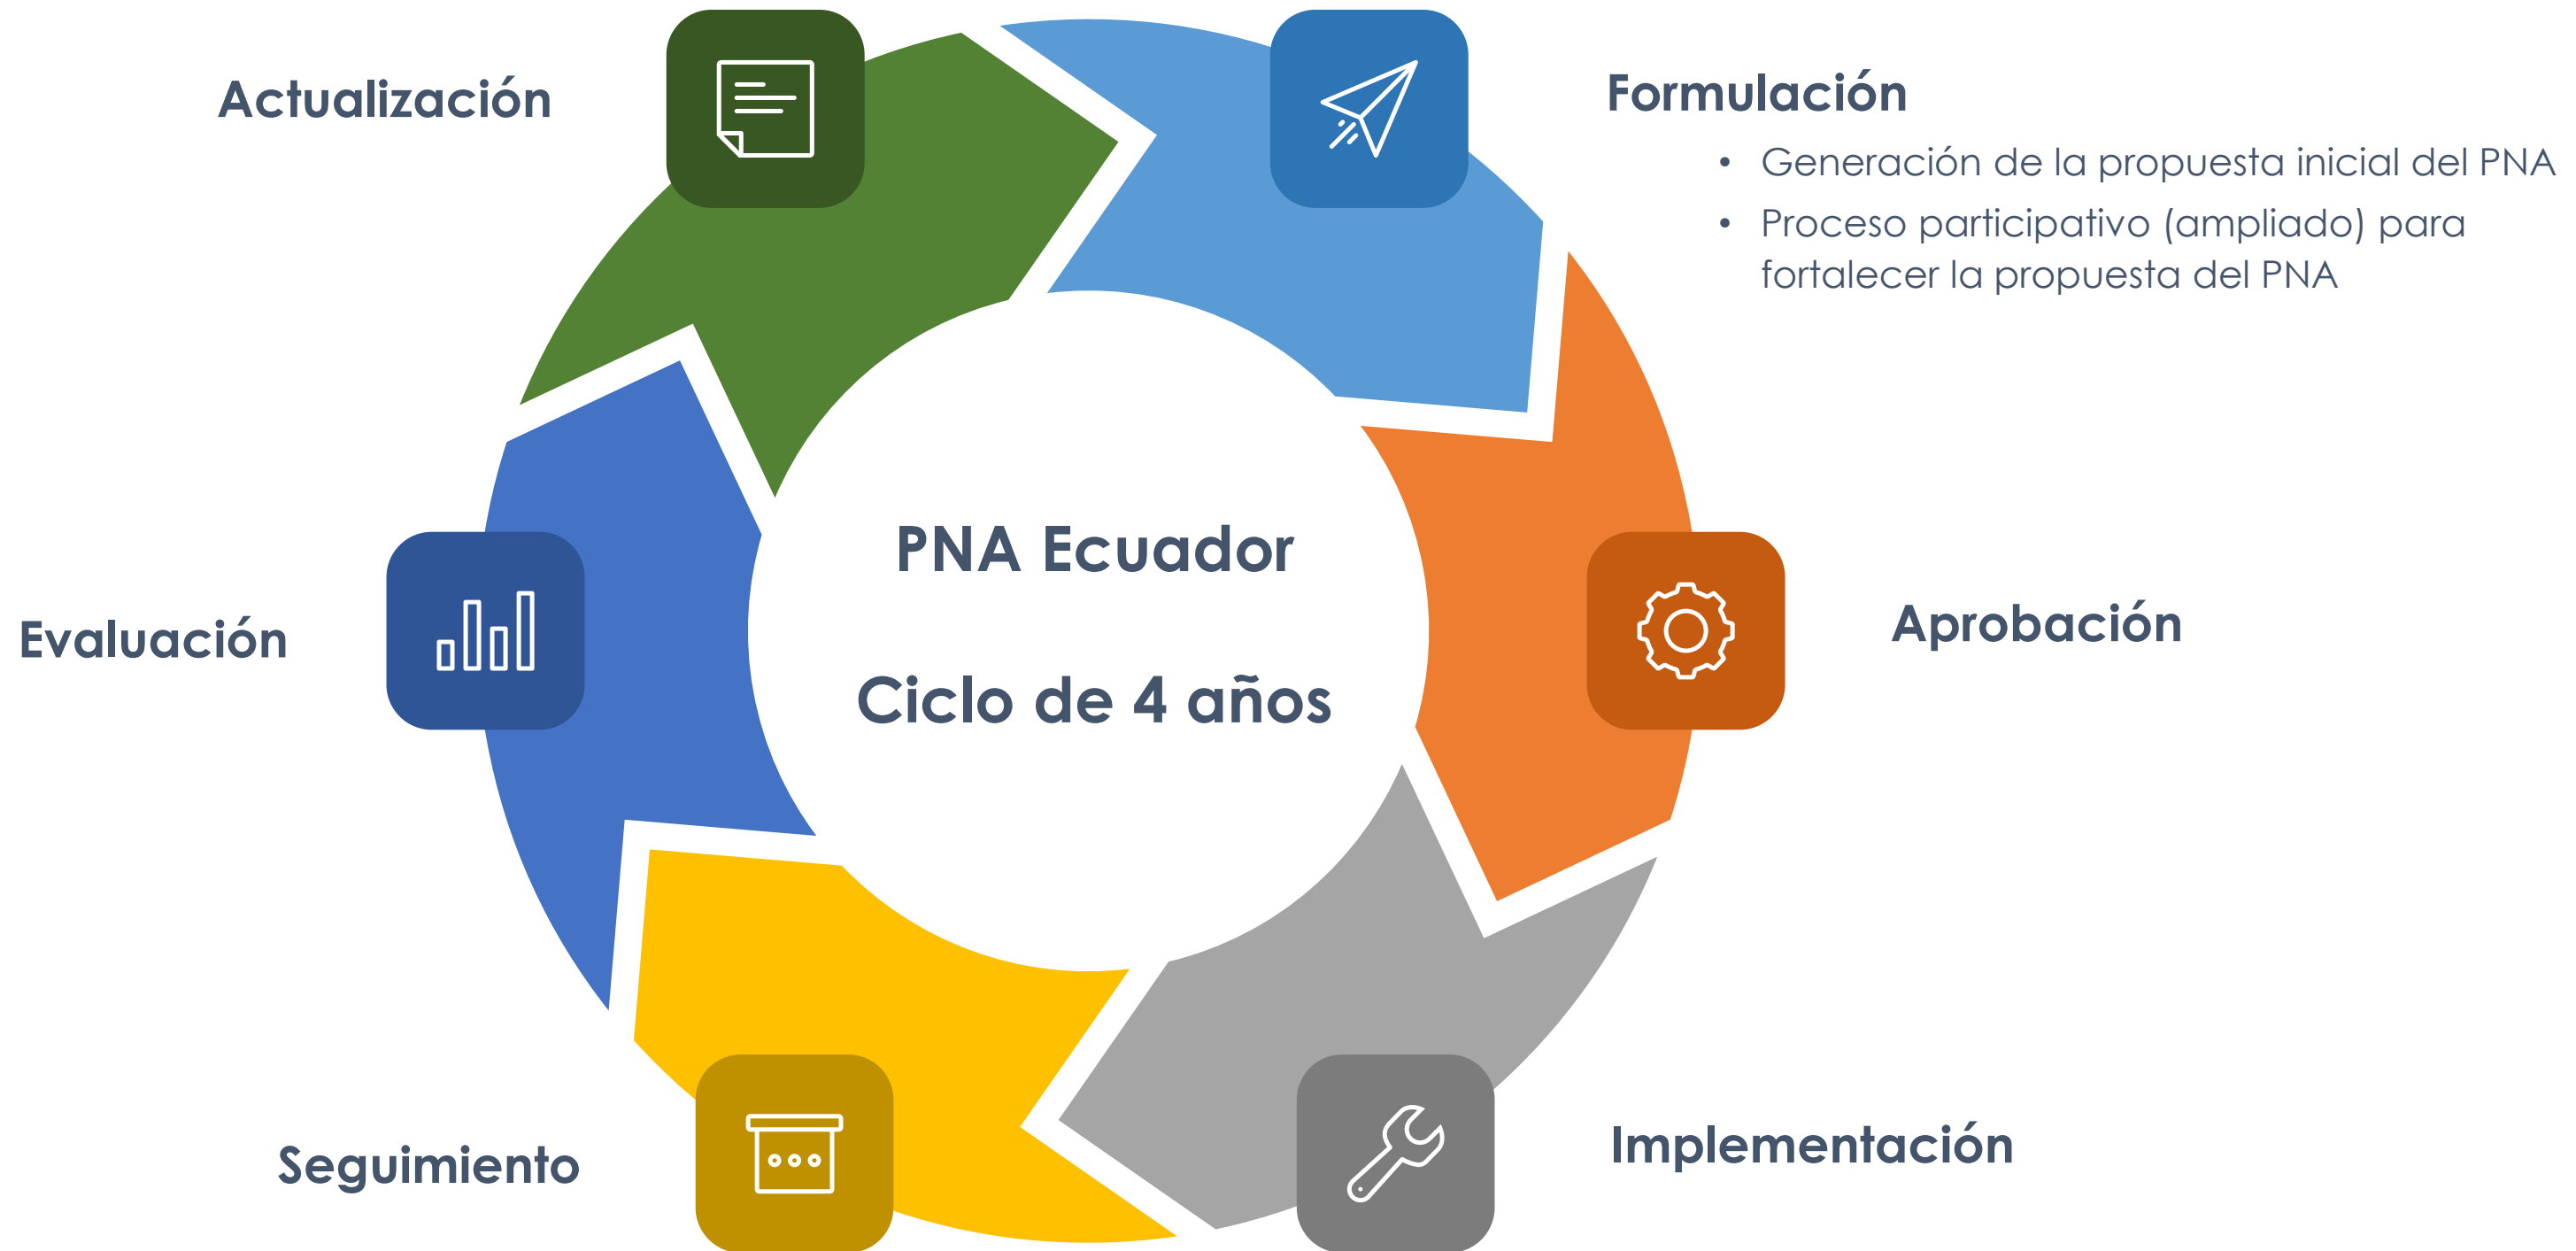 Actualización
Formulación
• Generación de la propuesta inicial del PNA
• Proceso participativo (ampliado) para
fortalecer la propuesta del PNA
PNA Ecuador
Ciclo de 4 años
Evaluación
Aprobación
Seguimiento
Implementación